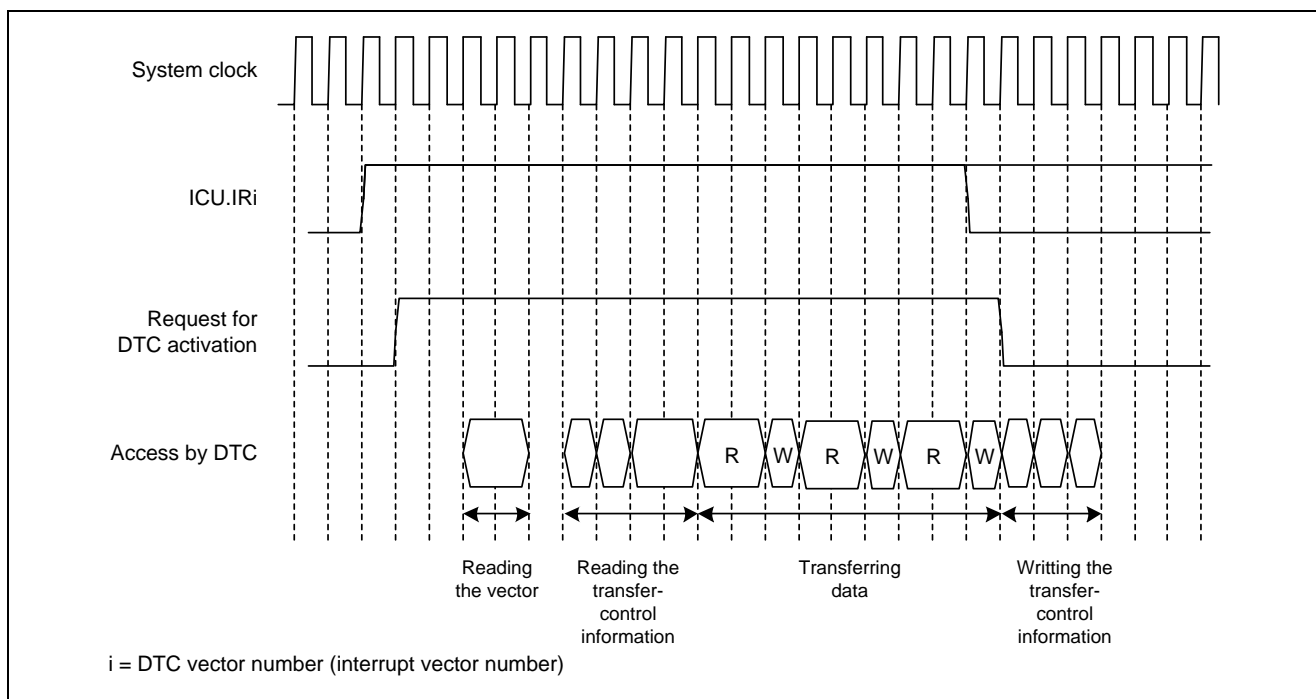 System clock
ICU.IRi
Request for
DTC activation
Access by DTC
R
W
R
W
R
W
Reading
the vector
Reading the
transfer-
control
information
Transferring
data
Writting the
transfer-
control
information
i = DTC vector number (interrupt vector number)